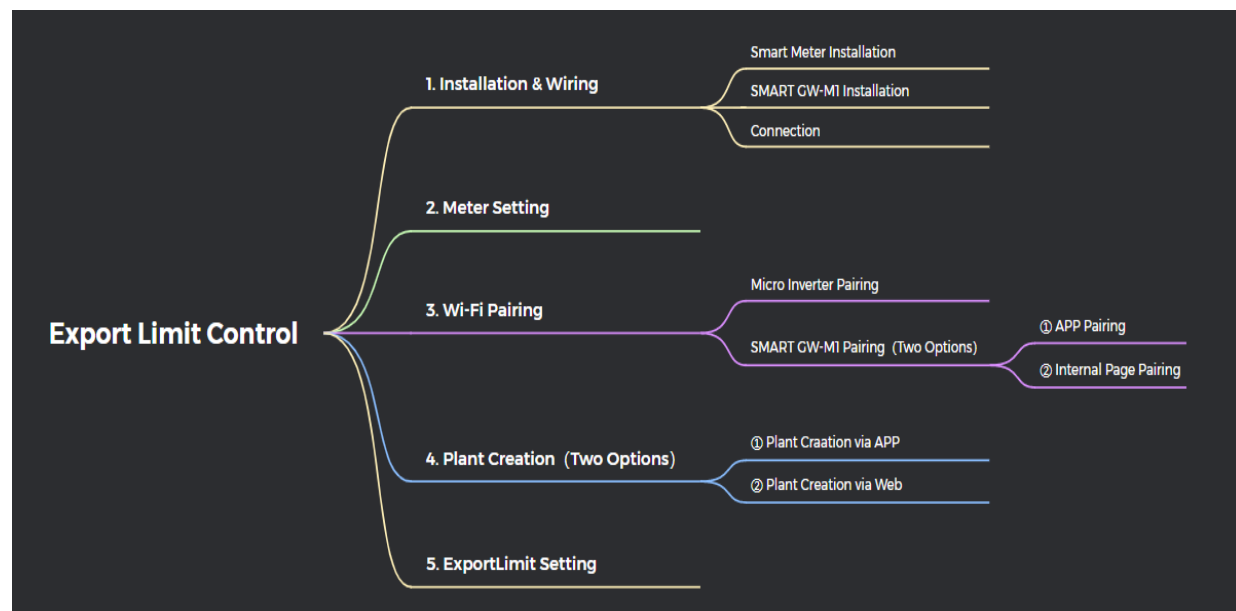 Export Limit Control
1. Installation & Wiring
Smart Meter Installation
SMART GW-M1 Installation
Connection
2. Meter Setting
3. Wi-Fi Pairing
Micro Inverter Pairing
SMART GW-M1 Pairing (Two Options)
① APP Pairing
② Internal Page Pairing
4. Plant Creation (Two Options)
① Plant Craation via APP
② Plant Creation via Web
5. ExportLimit Setting